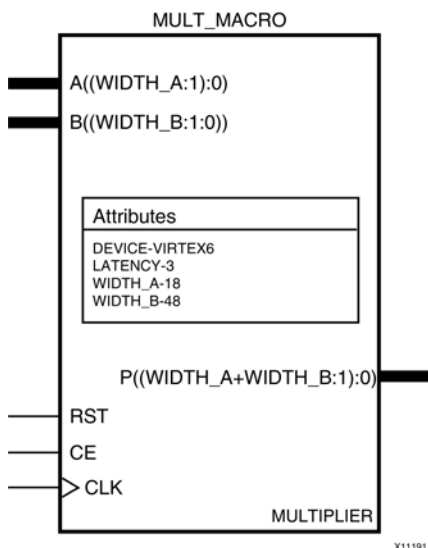 MULT_MACRO
A((WIDTH_A:1):0)
B((WIDTH_B:1:0))
Attributes
DEVICE-VIRTEX6
LATENCY-3
WIDTH_A-18
WIDTH_B-48
P((WIDTH_A+WIDTH_B:1):0)
RST
CE
CLK
MULTIPLIER
X11191